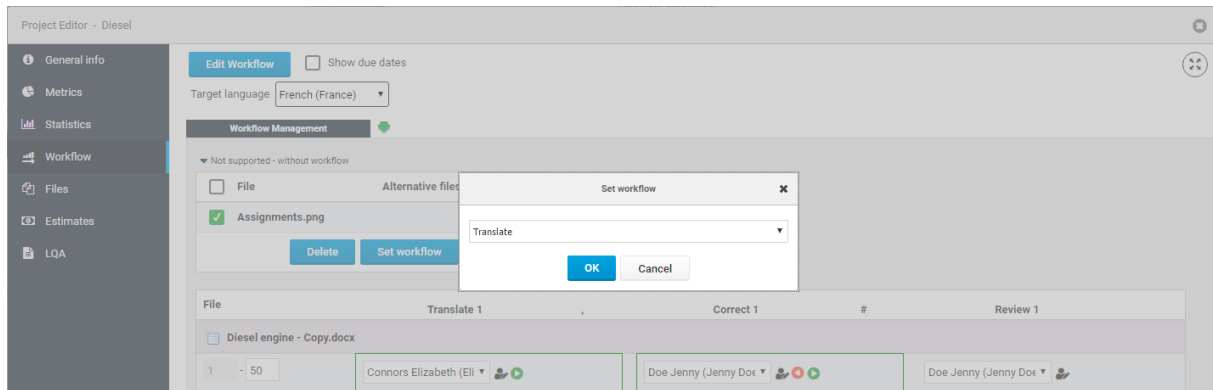 Project Editor - Diesel
General info
Metrics
Statistics
Workflow
Files
Estimates
LQA
Edit Workflow Show due dates
Target language French (France)
Workflow Management
Not supported - without workflow
File Alternative files
Assignments.png
Delete Set workflow
Set workflow
Translate
OK Cancel
File Translate 1 , Correct 1 # Review 1
Diesel engine - Copy.docx
1 - 50 Connors Elizabeth (Eli Doe Jenny (Jenny Doe Doe Jenny (Jenny Doe